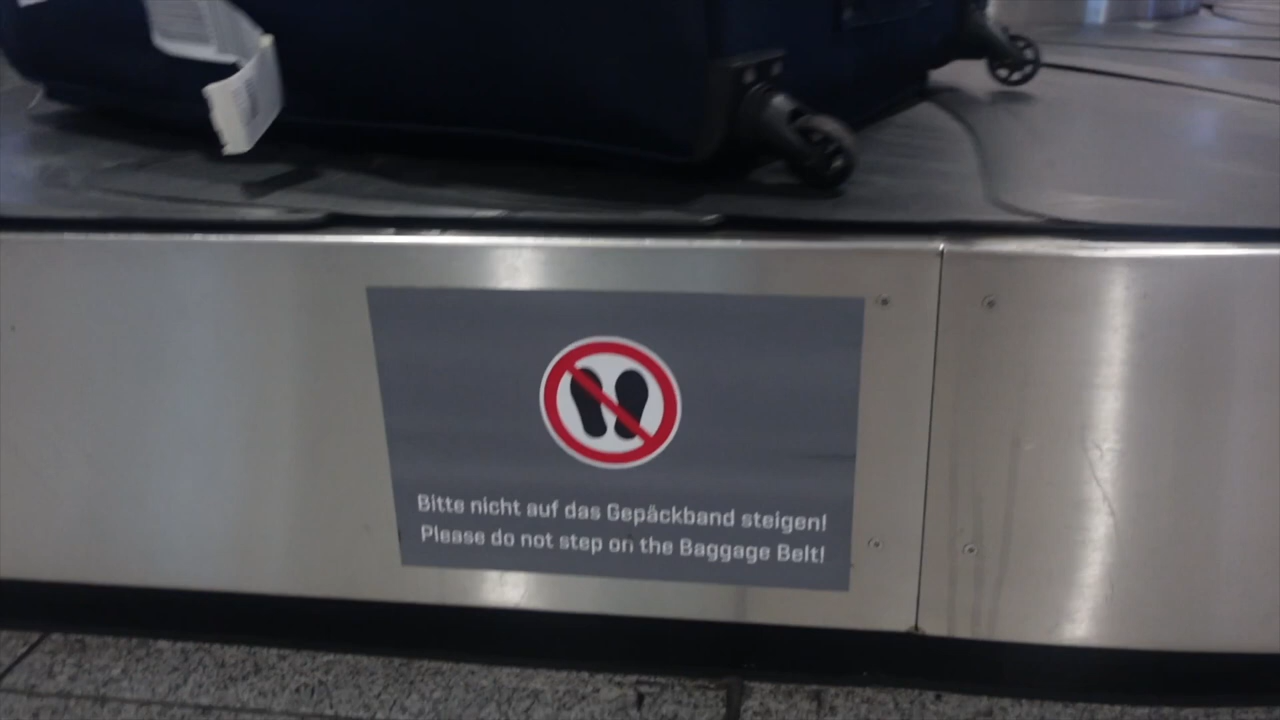 Bitte nicht auf das Gepäckband steigen!
Please do not step on the Baggage Belt!